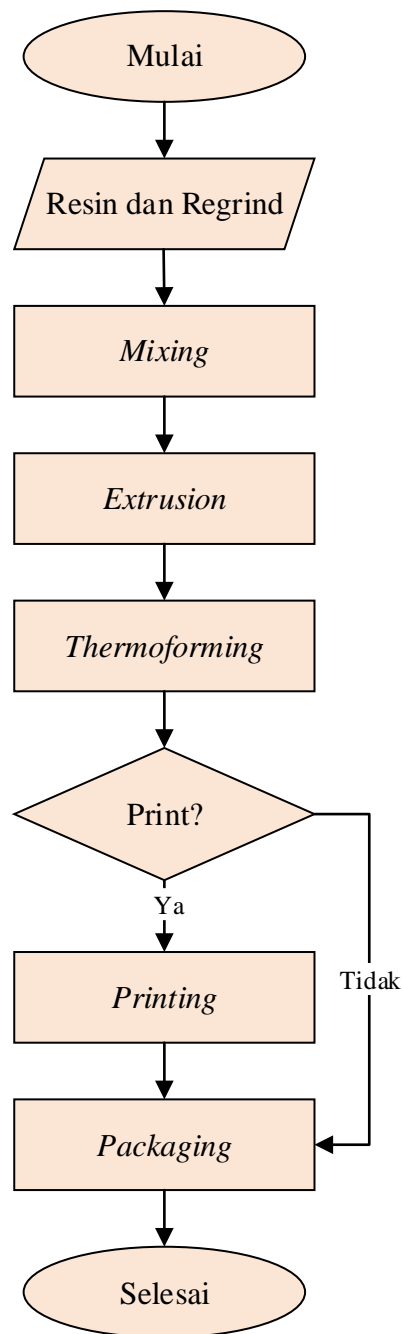 Mulai
Resin dan Regrind
Mixing
Extrusion
Thermoforming
Print?
Ya
Printing
Tidak
Packaging
Selesai